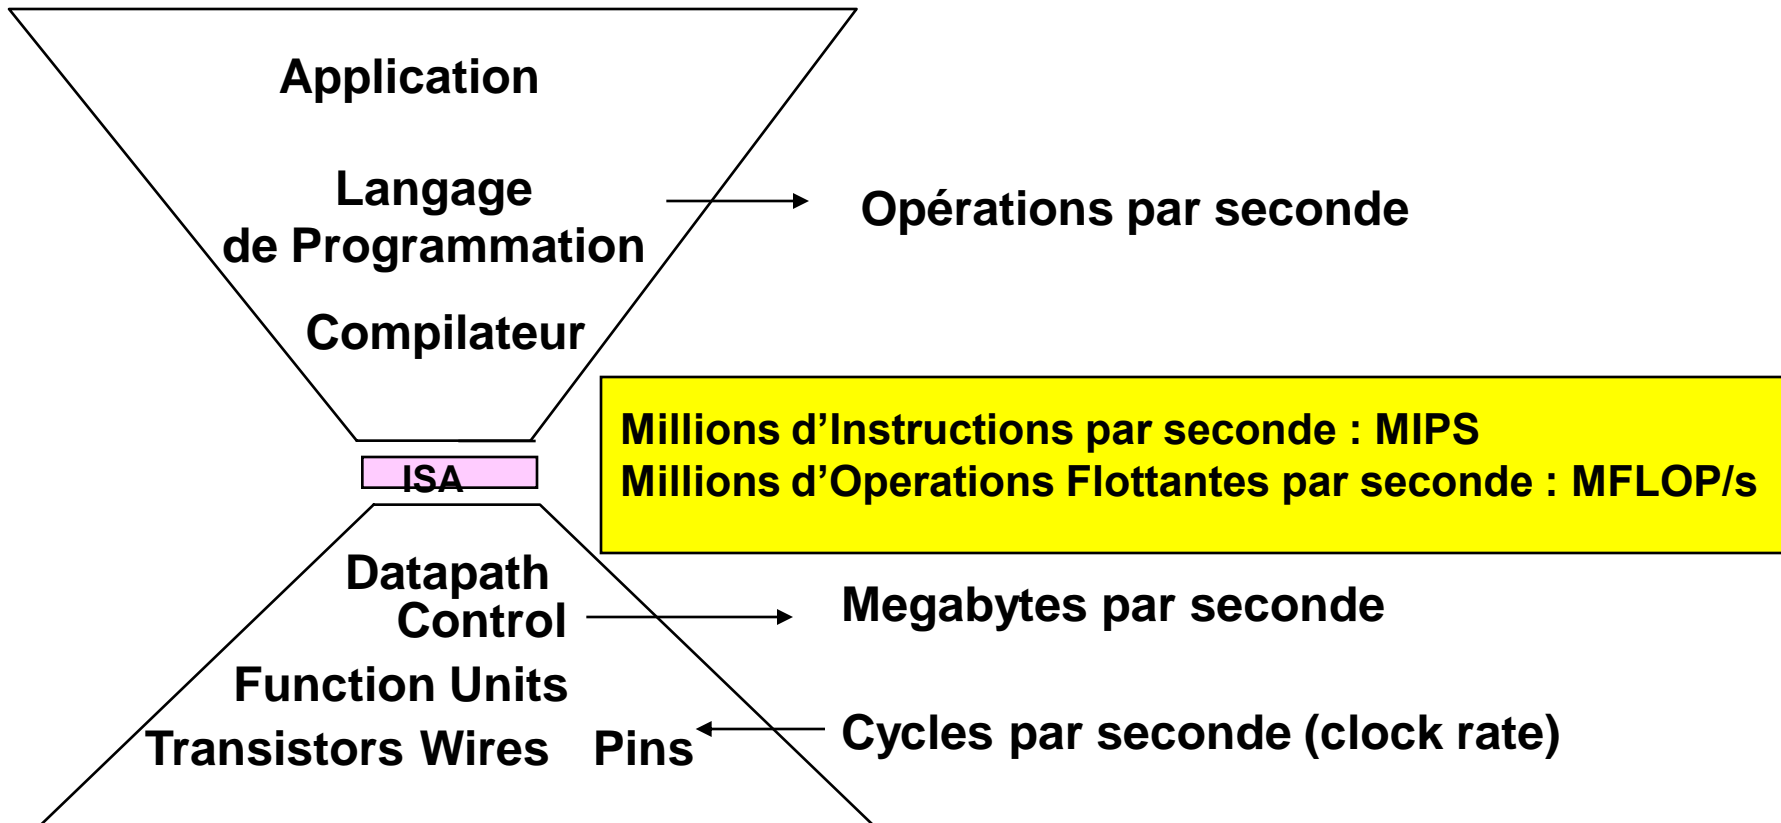 Application
Langage
de Programmation
Opérations par seconde
Compilateur
Millions d’Instructions par seconde : MIPS
Millions d’Operations Flottantes par seconde : MFLOP/s
ISA
Datapath
Control
Megabytes par seconde
Function Units
Transistors Wires Pins
Cycles par seconde (clock rate)